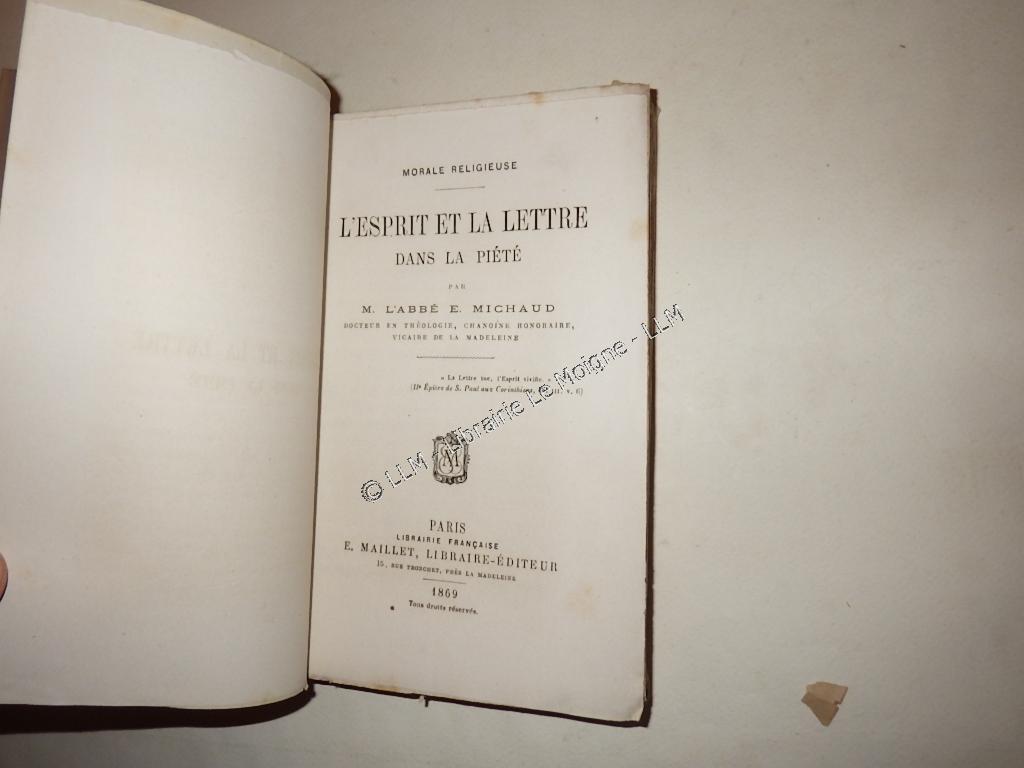 MORALE RELIGIEUSE
L'ESPRIT ET LA LETTRE
DANS LA PIÉTÉ
PAR
M. L'ABBÉ E. MICHAUD
DOCTEUR EN THÉOLOGIE, CHANOINE HONORAIRE,
VICAIRE DE LA MADELEINE
« La Lettre tue, l'Esprit vivifie. »
(IIe Épître de S. Paul aux Corinthiens, III. v. 6)
PARIS
LIBRAIRIE FRANÇAISE
E. MAILLET, LIBRAIRE-ÉDITEUR
15, RUE TRONCHET, PRÈS LA MADELEINE
1869
Tous droits réservés.
© LLM - Librairie Le Moigne - LLM